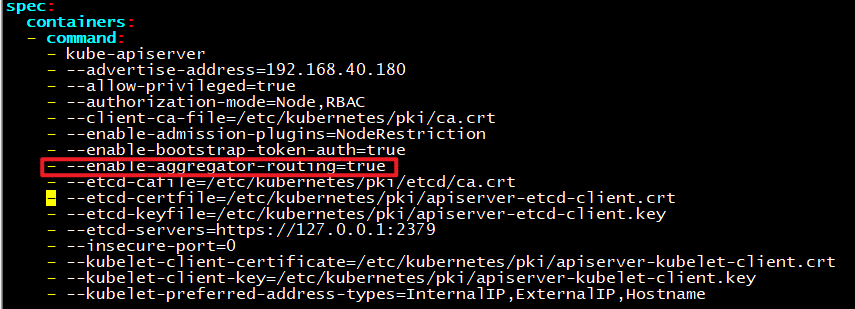 spec:
containers:
- command:
- kube-apiserver
- --advertise-address=192.168.40.180
- --allow-privileged=true
- --authorization-mode=Node,RBAC
- --client-ca-file=/etc/kubernetes/pki/ca.crt
- --enable-admission-plugins=NodeRestriction
- --enable-bootstrap-token-auth=true
- --enable-aggregator-routing=true
- --etcd-cafile=/etc/kubernetes/pki/etcd/ca.crt
- --etcd-certfile=/etc/kubernetes/pki/apiserver-etcd-client.crt
- --etcd-keyfile=/etc/kubernetes/pki/apiserver-etcd-client.key
- --etcd-servers=https://127.0.0.1:2379
- --insecure-port=0
- --kubelet-client-certificate=/etc/kubernetes/pki/apiserver-kubelet-client.crt
- --kubelet-client-key=/etc/kubernetes/pki/apiserver-kubelet-client.key
- --kubelet-preferred-address-types=InternalIP,ExternalIP,Hostname